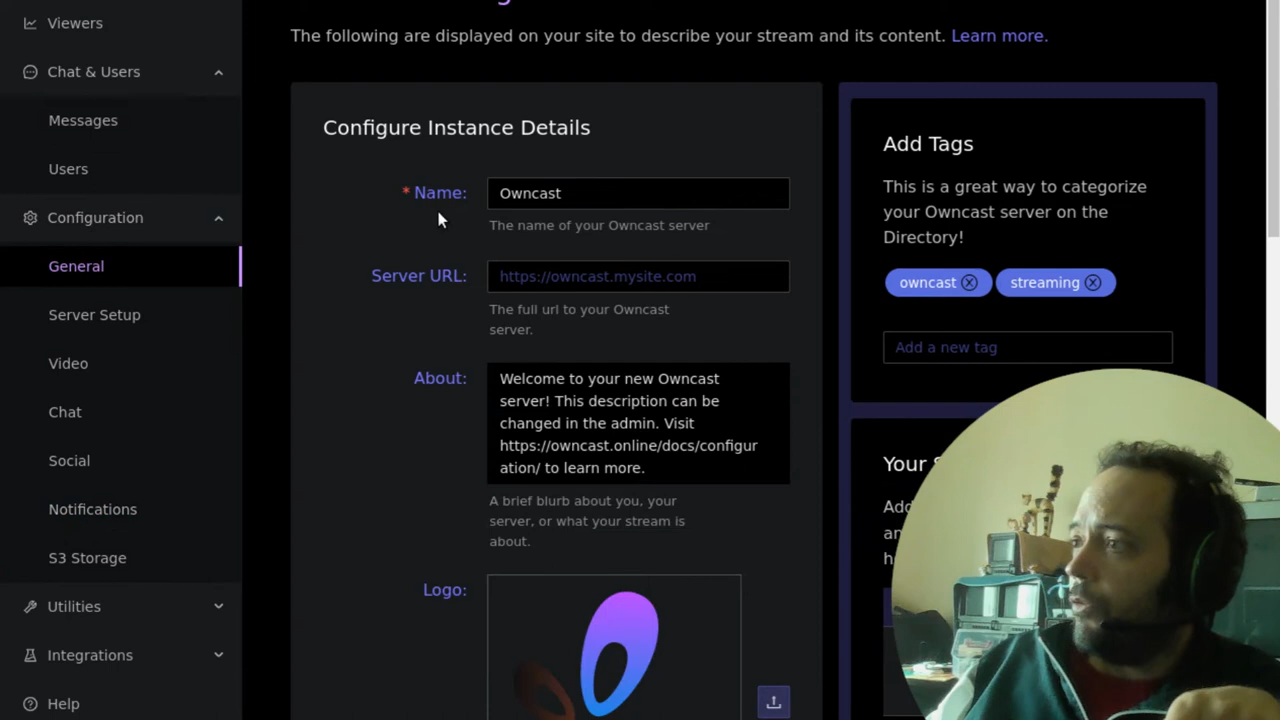 Viewers
Chat & Users
Messages
Users
Configuration
General
Server Setup
Video
Chat
Social
Notifications
S3 Storage
Utilities
Integrations
Help
The following are displayed on your site to describe your stream and its content. Learn more.
Configure Instance Details
* Name:
Owncast
The name of your Owncast server
Server URL:
https://owncast.mysite.com
The full url to your Owncast
server.
About:
Welcome to your new Owncast
server! This description can be
changed in the admin. Visit
https://owncast.online/docs/configur
ation/ to learn more.
A brief blurb about you, your
server, or what your stream is
about.
Logo:
Add Tags
This is a great way to categorize
your Owncast server on the
Directory!
owncast
streaming
Add a new tag
Your